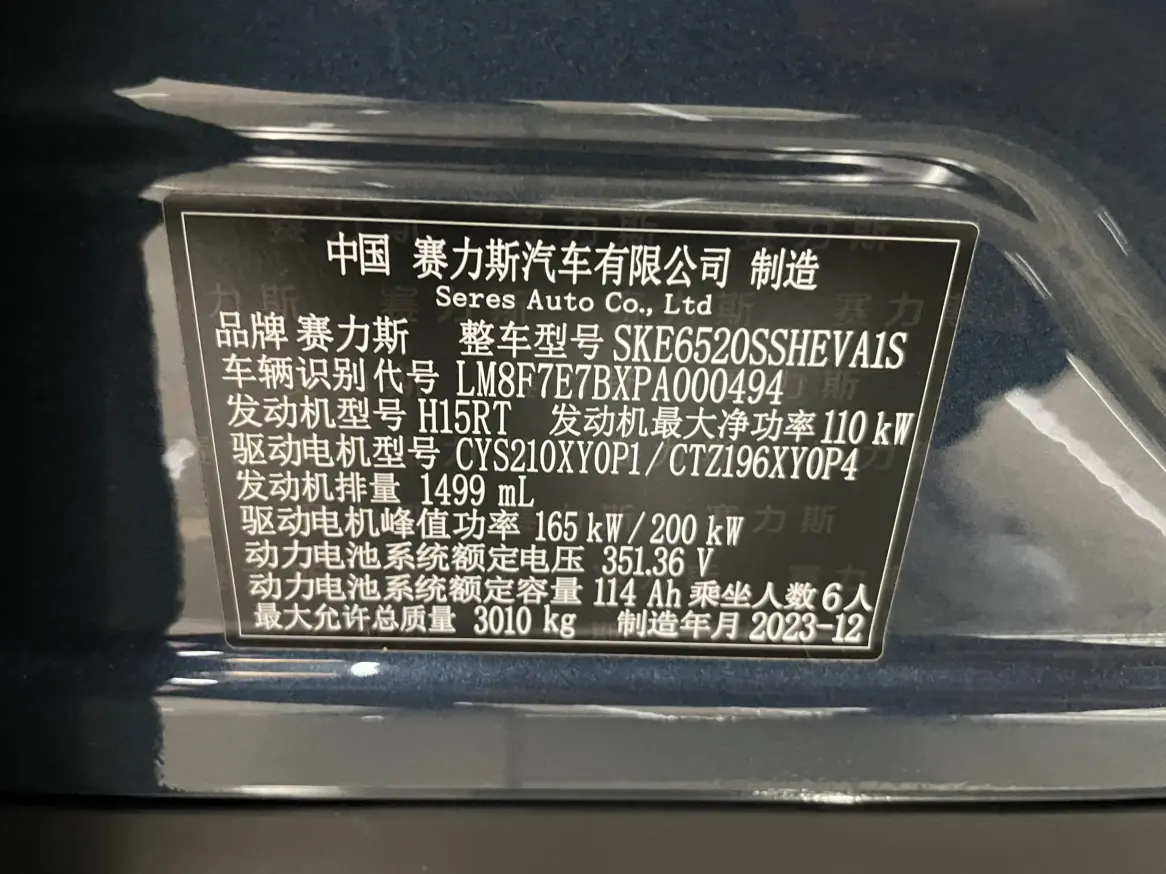 中国 赛力斯汽车有限公司 制造
Seres Auto Co., Ltd
品牌 赛力斯 整车型号 SKE6520SSHEVA1S
车辆识别代号 LM8F7E7BXPA000494
发动机型号 H15RT 发动机最大净功率 110 kW
驱动电机型号 CYS210XY0P1/CTZ196XY0P4
发动机排量 1499 mL
驱动电机峰值功率 165 kW/200 kW
动力电池系统额定电压 351.36 V
动力电池系统额定容量 114 Ah 乘坐人数 6人
最大允许总质量 3010 kg 制造年月 2023-12